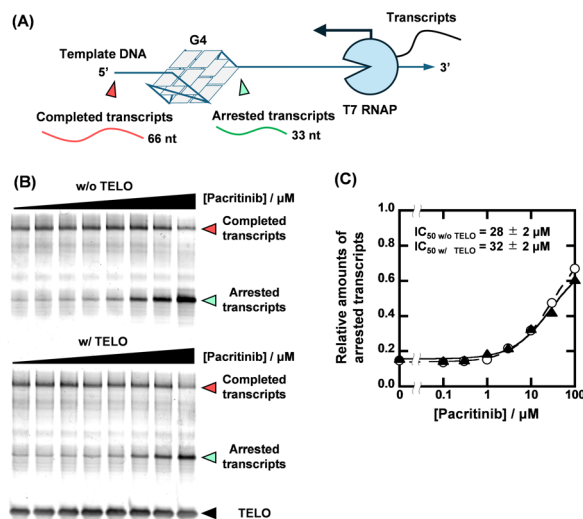 (A)
Transcripts
G4
Template DNA
5’
3’
T7 RNAP
Completed transcripts
66 nt
Arrested transcripts
33 nt
(B)
w/o TELO
[Pacritinib] / μM
Completed
transcripts
Arrested
transcripts
w/ TELO
[Pacritinib] / μM
Completed
transcripts
Arrested
transcripts
TELO
(C)
Relative amounts of
arrested transcripts
1.0
0.8
0.6
0.4
0.2
0.0
IC50 w/o TELO = 28 ± 2 μM
IC50 w/ TELO = 32 ± 2 μM
0 0.1 1 10 100
[Pacritinib] / μM